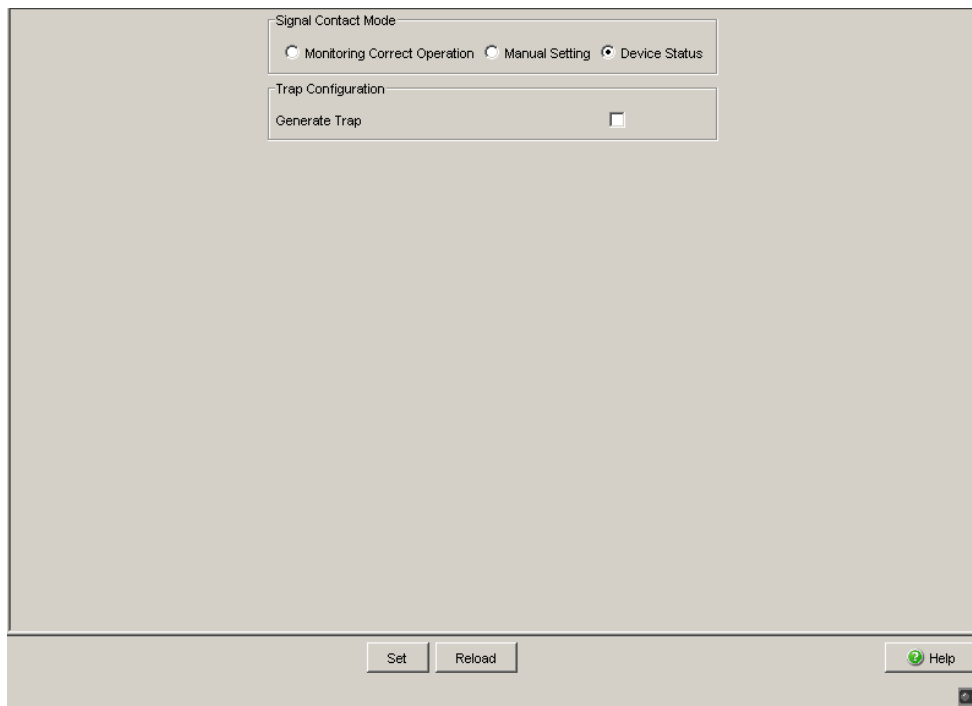 Signal Contact Mode
Monitoring Correct Operation Manual Setting Device Status
Trap Configuration
Generate Trap
Set Reload Help